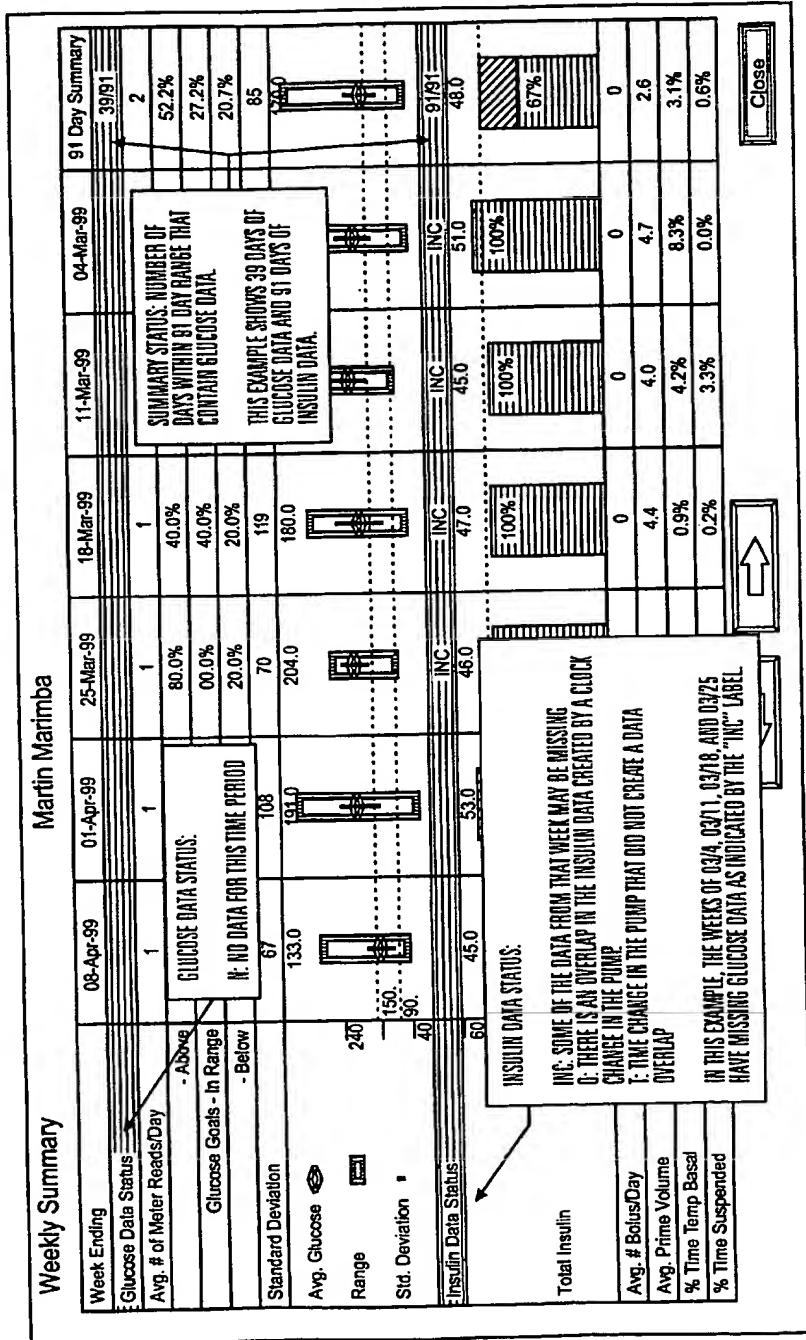 Weekly Summary
Martin Marimba
Week Ending 08-Apr-99 01-Apr-99 25-Mar-99 18-Mar-99 11-Mar-99 04-Mar-99 91 Day Summary
Glucose Data Status 39/91
Avg. # of Meter Reads/Day 1 1 1 1 2
- Above 80.0% 40.0% 52.2%
Glucose Goals - In Range 00.0% 40.0% 27.2%
- Below 20.0% 20.0% 20.7%
Standard Deviation 67 108 70 119 85
133.0 191.0 204.0 180.0 170.0
Avg. Glucose
Range
Std. Deviation
240
150.
90.
40
Insulin Data Status INC INC INC INC 91/91
45.0 53.0 46.0 47.0 45.0 51.0 48.0
60
Total Insulin
100% 100% 100% 67%
Avg. # Bolus/Day 0 0 0 0
Avg. Prime Volume 4.4 4.0 4.7 2.6
% Time Temp Basal 0.9% 4.2% 8.3% 3.1%
% Time Suspended 0.2% 3.3% 0.0% 0.6%
GLUCOSE DATA STATUS:
N: NO DATA FOR THIS TIME PERIOD
SUMMARY STATUS: NUMBER OF
DAYS WITHIN 91 DAY RANGE THAT
CONTAIN GLUCOSE DATA.
THIS EXAMPLE SHOWS 39 DAYS OF
GLUCOSE DATA AND 91 DAYS OF
INSULIN DATA.
INSULIN DATA STATUS:
INC: SOME OF THE DATA FROM THAT WEEK MAY BE MISSING
O: THERE IS AN OVERLAP IN THE INSULIN DATA CREATED BY A CLOCK
CHANGE IN THE PUMP.
T: TIME CHANGE IN THE PUMP THAT DID NOT CREATE A DATA
OVERLAP
IN THIS EXAMPLE, THE WEEKS OF 03/4, 03/11, 03/18, AND 03/25
HAVE MISSING GLUCOSE DATA AS INDICATED BY THE "INC" LABEL.
Close